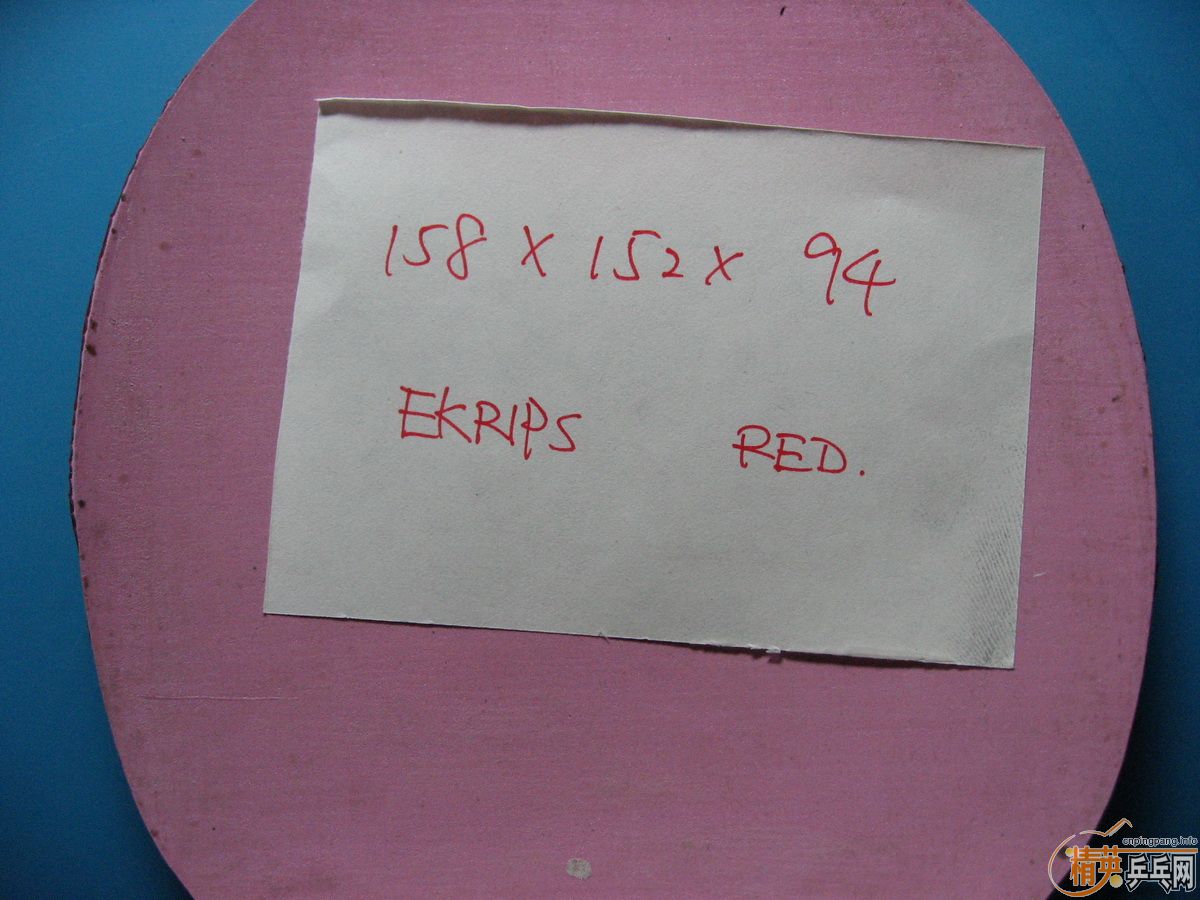 158 X 152 X 94
EKRIPS RED.
cnpingpang.info
精英乒乓网